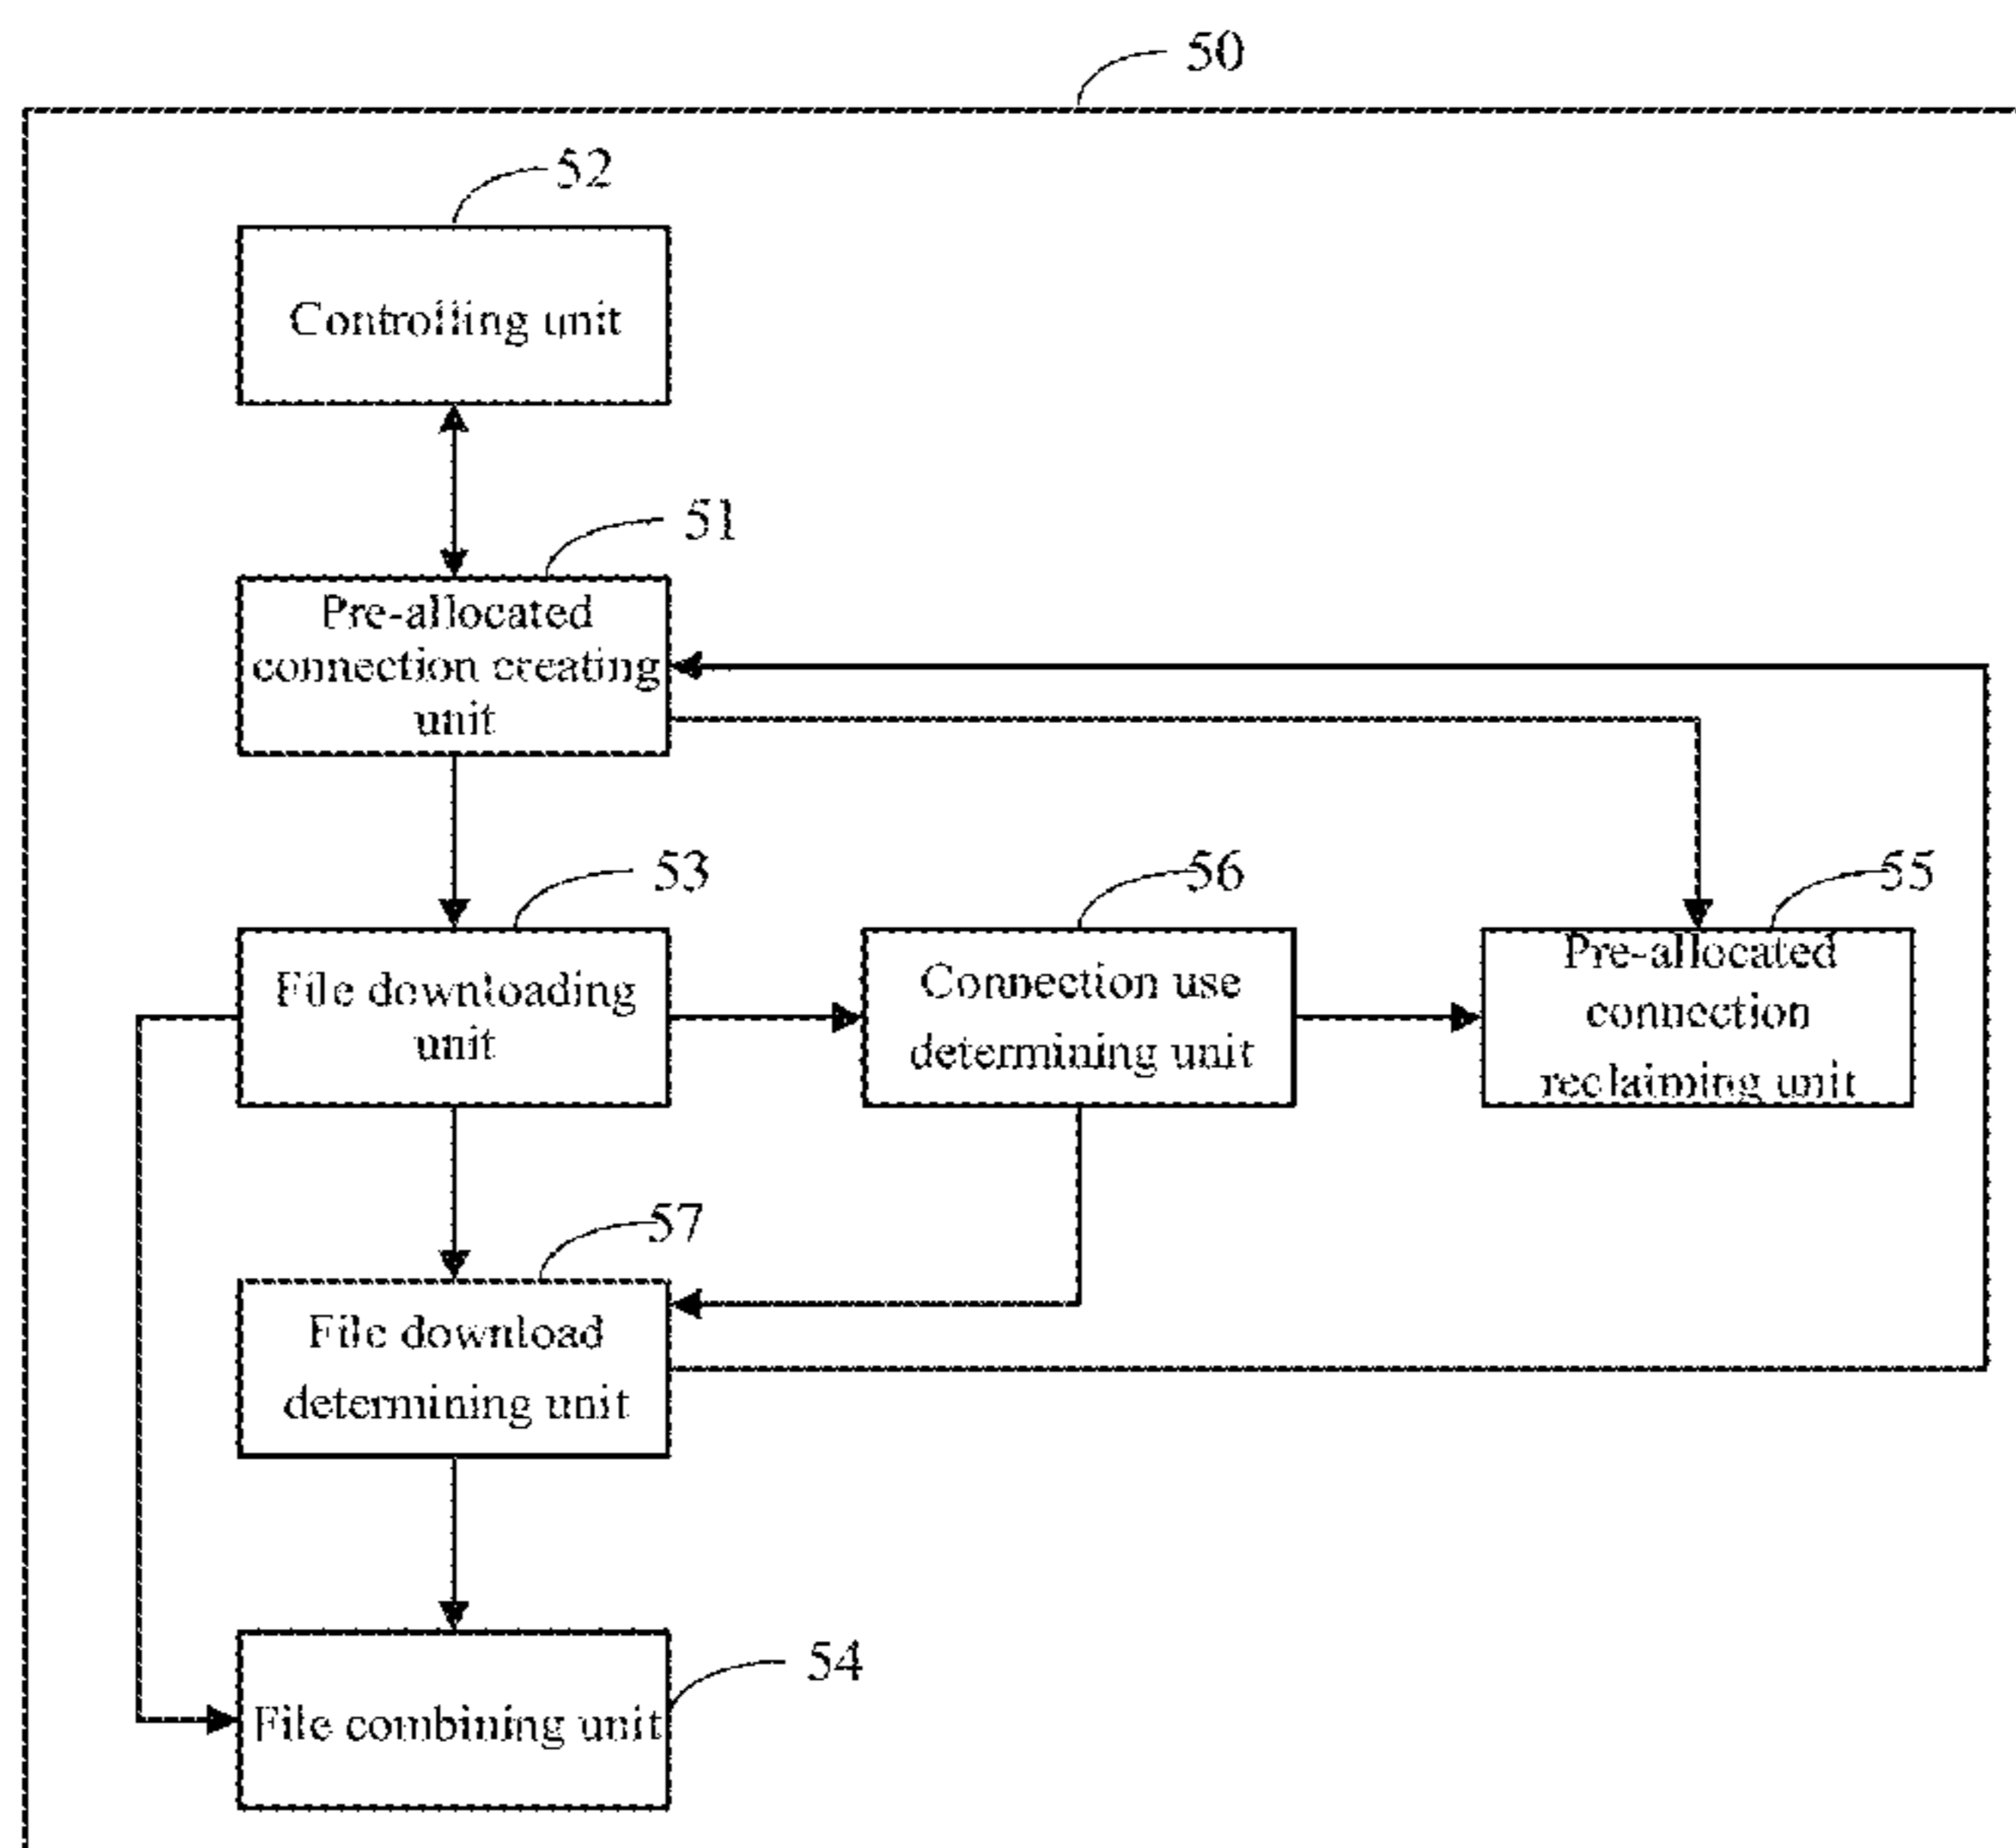 50
52
Controlling unit
51
Pre-allocated
connection creating
unit
53
File downloading
unit
56
Connection use
determining unit
55
Pre-allocated
connection
reclaiming unit
57
File download
determining unit
54
File combining unit